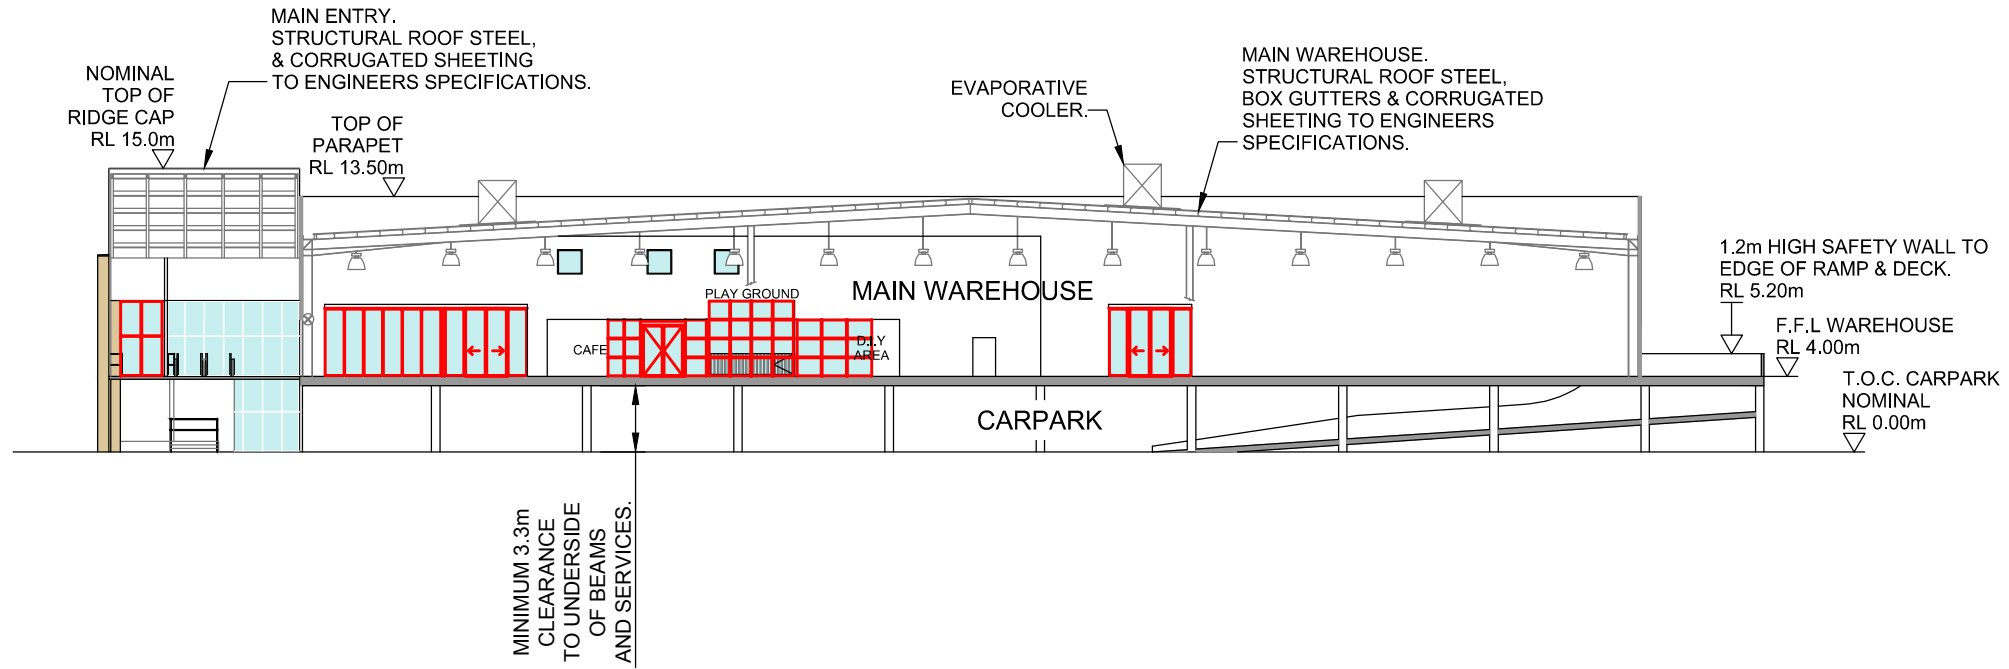 MAIN ENTRY.
STRUCTURAL ROOF STEEL,
& CORRUGATED SHEETING
TO ENGINEERS SPECIFICATIONS.
NOMINAL
TOP OF
RIDGE CAP
RL 15.0m
TOP OF
PARAPET
RL 13.50m
EVAPORATIVE
COOLER.
MAIN WAREHOUSE.
STRUCTURAL ROOF STEEL,
BOX GUTTERS & CORRUGATED
SHEETING TO ENGINEERS
SPECIFICATIONS.
1.2m HIGH SAFETY WALL TO
EDGE OF RAMP & DECK.
RL 5.20m
F.F.L WAREHOUSE
RL 4.00m
T.O.C. CARPARK
NOMINAL
RL 0.00m
PLAY GROUND
MAIN WAREHOUSE
CAFE
D.I.Y
AREA
CARPARK
MINIMUM 3.3m
CLEARANCE
TO UNDERSIDE
OF BEAMS
AND SERVICES.